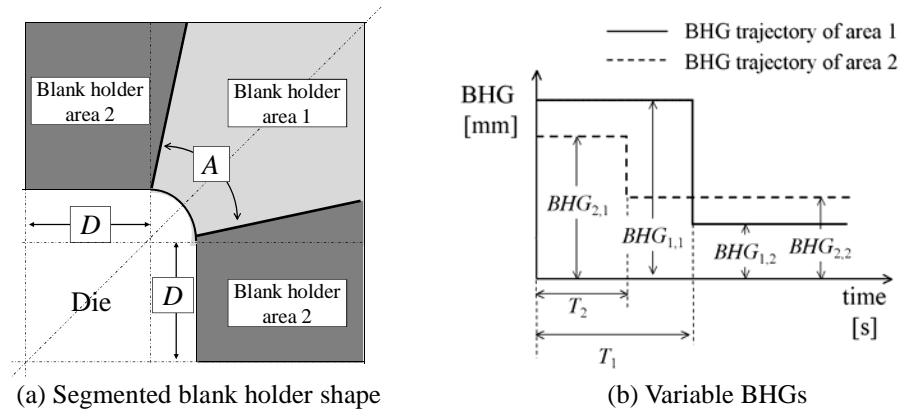 Blank holder
area 2
Blank holder
area 1
A
D
Die
D
Blank holder
area 2
(a) Segmented blank holder shape
BHG trajectory of area 1
BHG trajectory of area 2
BHG
[mm]
BHG2,1
BHG1,1
BHG1,2
BHG2,2
time
[s]
T2
T1
(b) Variable BHGs